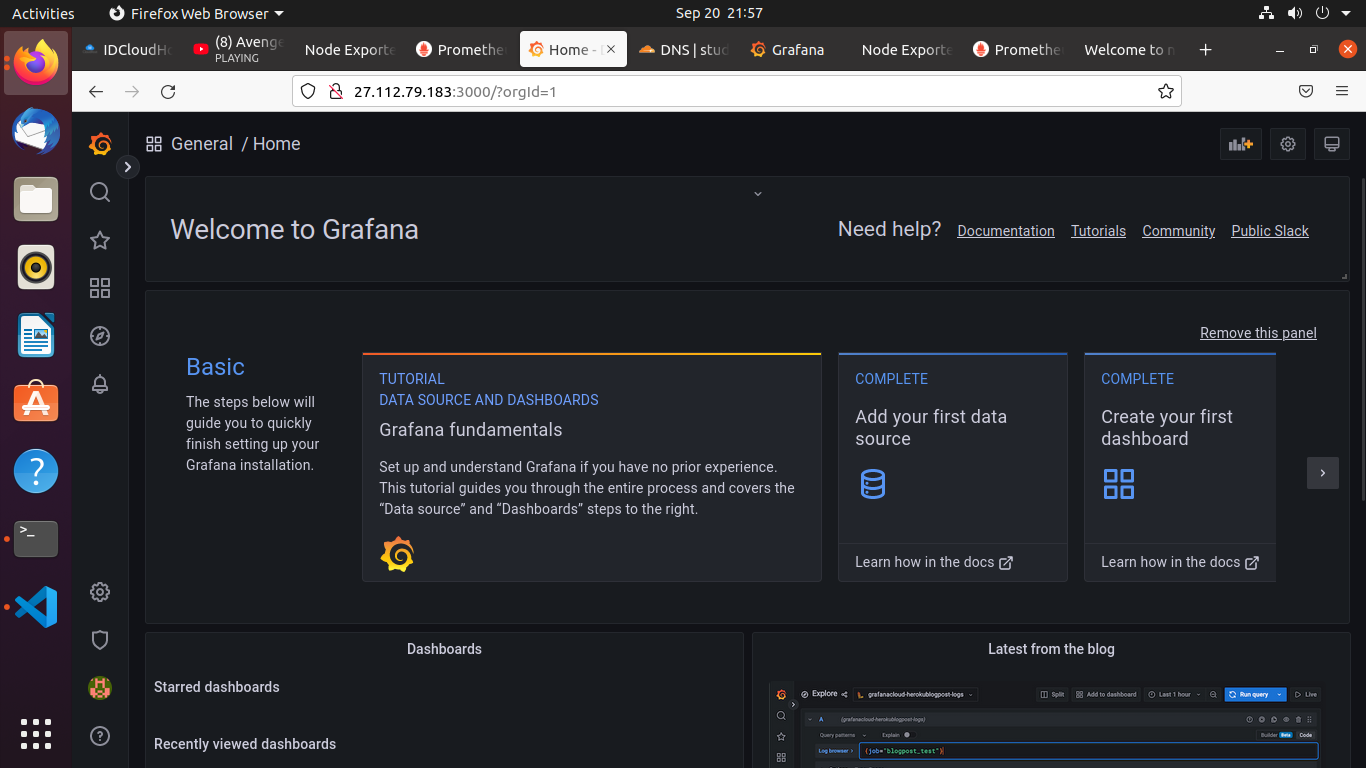 Activities
Firefox Web Browser
Sep 20 21:57
IDCloudHo
(8) Avenge
PLAYING
Node Exporte
Promethe
Home -
DNS | stud
Grafana
Node Exporte
Promethe
Welcome to n
27.112.79.183:3000/?orgId=1
General / Home
Welcome to Grafana
Need help?
Documentation
Tutorials
Community
Public Slack
Remove this panel
Basic
The steps below will
guide you to quickly
finish setting up your
Grafana installation.
TUTORIAL
DATA SOURCE AND DASHBOARDS
Grafana fundamentals
Set up and understand Grafana if you have no prior experience.
This tutorial guides you through the entire process and covers the
“Data source” and “Dashboards” steps to the right.
COMPLETE
Add your first data
source
Learn how in the docs
COMPLETE
Create your first
dashboard
Learn how in the docs
Dashboards
Starred dashboards
Recently viewed dashboards
Latest from the blog
Explore
grafanacloud-herokublogpost-logs
Split
Add to dashboard
Last 1 hour
Run query
Live
A
(grafanacloud-herokublogpost-logs)
Query patterns
Explain
Builder
Beta
Code
Log browser
{job="blogpost_test"}